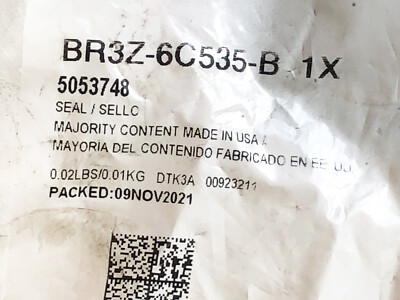 BR3Z-6C535-B 1X
5053748
SEAL / SELLO
MAJORITY CONTENT MADE IN USA /
MAYORIA DEL CONTENIDO FABRICADO EN EE. UU.
0.02LBS/0.01KG DTK3A 00923211
PACKED:09NOV2021